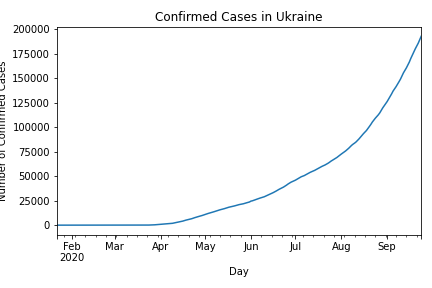 Confirmed Cases in Ukraine
Number of Confirmed Cases
200000
175000
150000
125000
100000
75000
50000
25000
0
Feb Mar Apr May Jun Jul Aug Sep
2020
Day